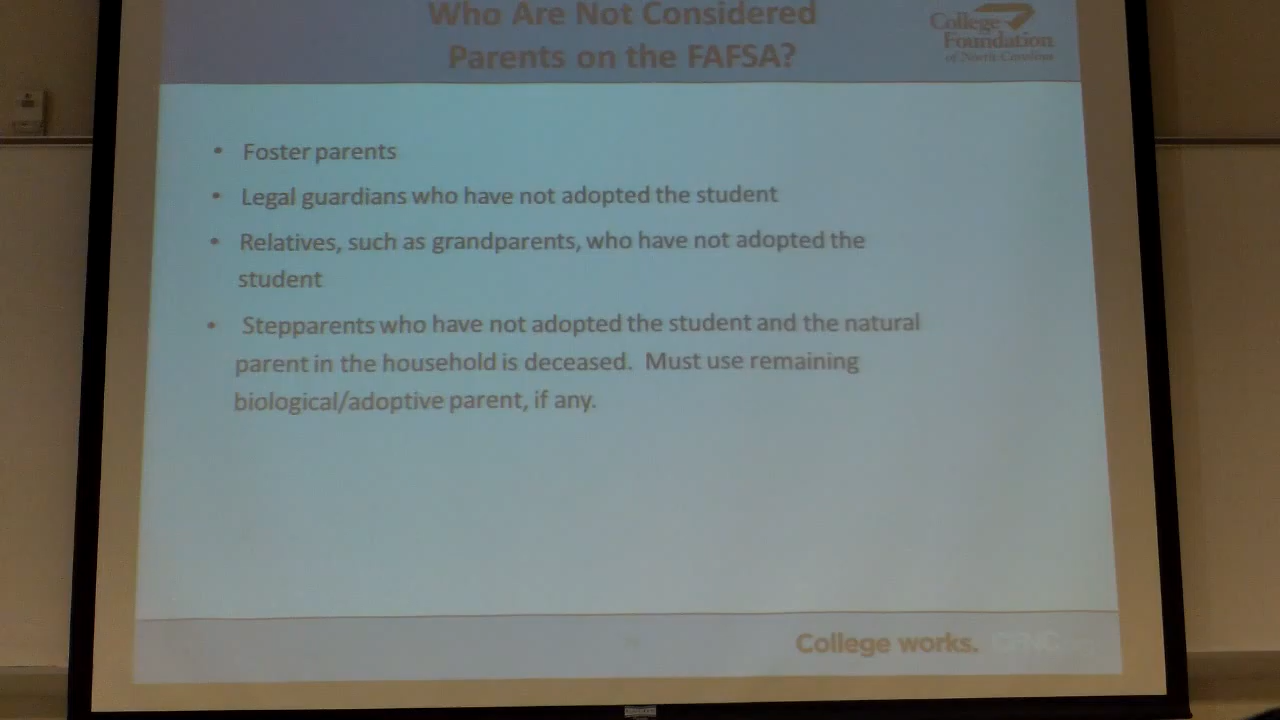 Who Are Not Considered
Parents on the FAFSA?
College
Foundation
of North Carolina
• Foster parents
• Legal guardians who have not adopted the student
• Relatives, such as grandparents, who have not adopted the
student
• Stepparents who have not adopted the student and the natural
parent in the household is deceased. Must use remaining
biological/adoptive parent, if any.
College works. CFNC